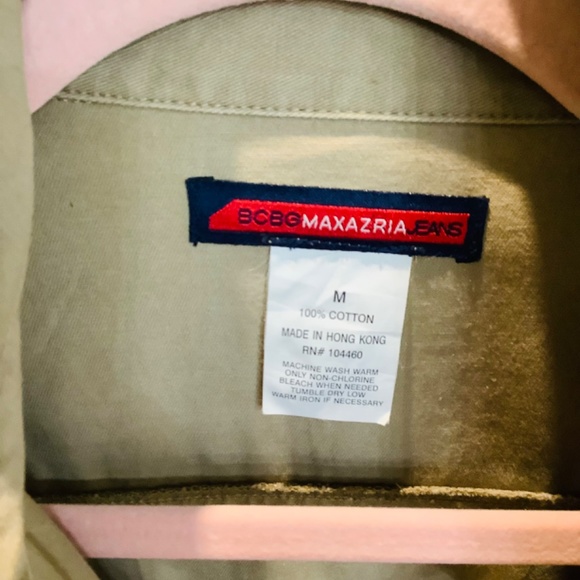 BCBGMAXAZRIAJEANS
M
100% COTTON
MADE IN HONG KONG
RN# 104460
MACHINE WASH WARM
ONLY NON-CHLORINE
BLEACH WHEN NEEDED
TUMBLE DRY LOW
WARM IRON IF NECESSARY